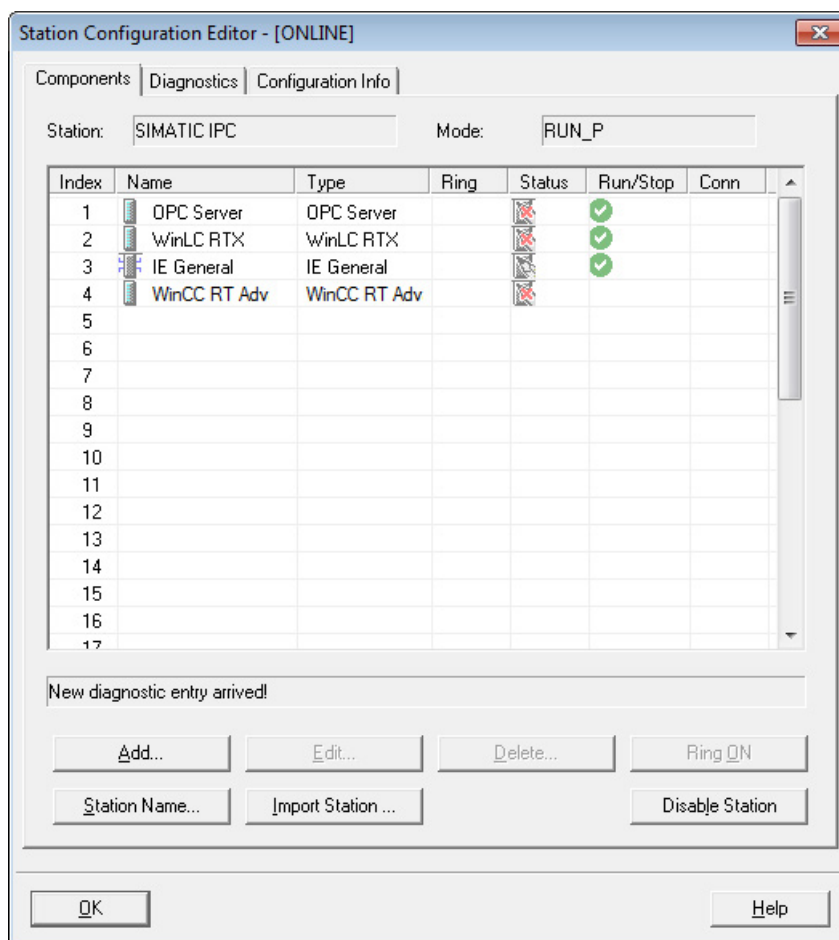 Station Configuration Editor - [ONLINE]
Components Diagnostics Configuration Info
Station: SIMATIC IPC Mode: RUN_P
Index Name Type Ring Status Run/Stop Conn
1 OPC Server OPC Server
2 WinLC RTX WinLC RTX
3 IE General IE General
4 WinCC RT Adv WinCC RT Adv
5
6
7
8
9
10
11
12
13
14
15
16
17
New diagnostic entry arrived!
Add... Edit... Delete... Ring ON
Station Name... Import Station ... Disable Station
OK Help